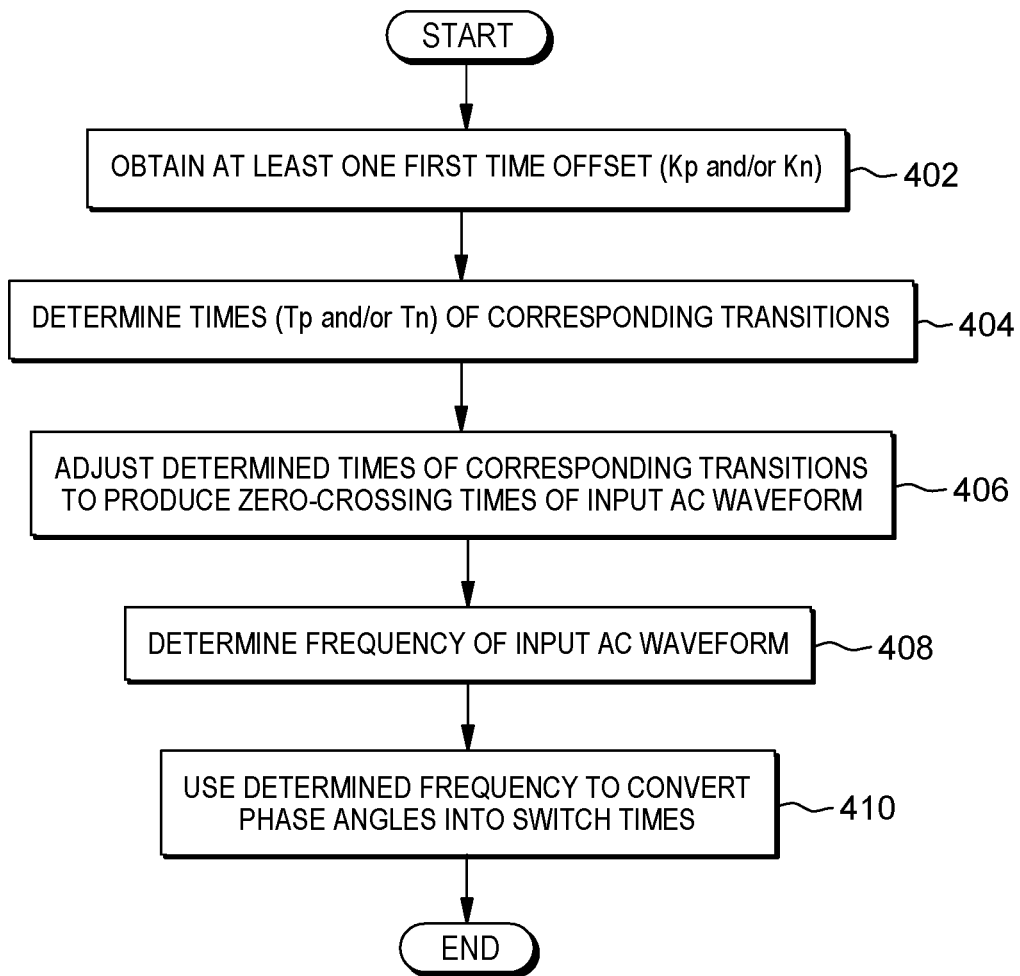 START
OBTAIN AT LEAST ONE FIRST TIME OFFSET (Kp and/or Kn)
402
DETERMINE TIMES (Tp and/or Tn) OF CORRESPONDING TRANSITIONS
404
ADJUST DETERMINED TIMES OF CORRESPONDING TRANSITIONS
TO PRODUCE ZERO-CROSSING TIMES OF INPUT AC WAVEFORM
406
DETERMINE FREQUENCY OF INPUT AC WAVEFORM
408
USE DETERMINED FREQUENCY TO CONVERT
PHASE ANGLES INTO SWITCH TIMES
410
END